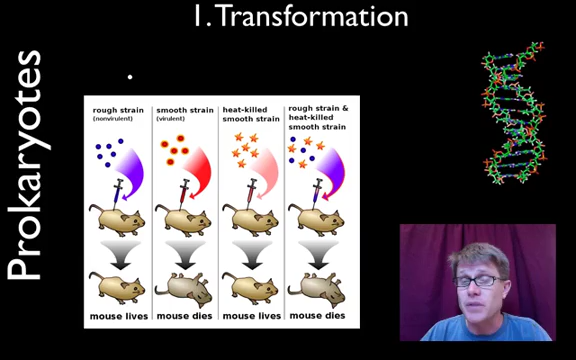 1. Transformation
Prokaryotes
rough strain
(nonvirulent)
smooth strain
(virulent)
heat-killed
smooth strain
rough strain &
heat-killed
smooth strain
mouse lives
mouse dies
mouse lives
mouse dies